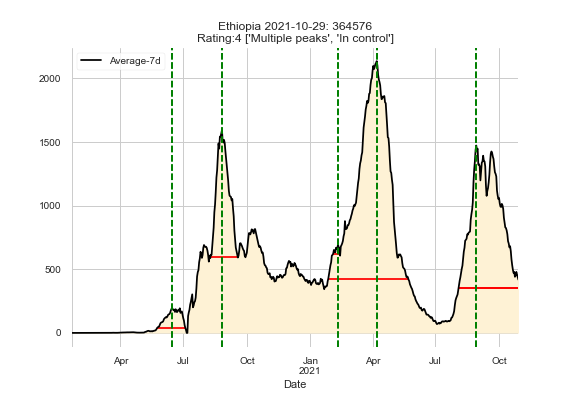 Ethiopia 2021-10-29: 364576
Rating:4 ['Multiple peaks', 'In control']
Average-7d
2000
1500
1000
500
0
Apr Jul Oct Jan Apr Jul Oct
2021
Date